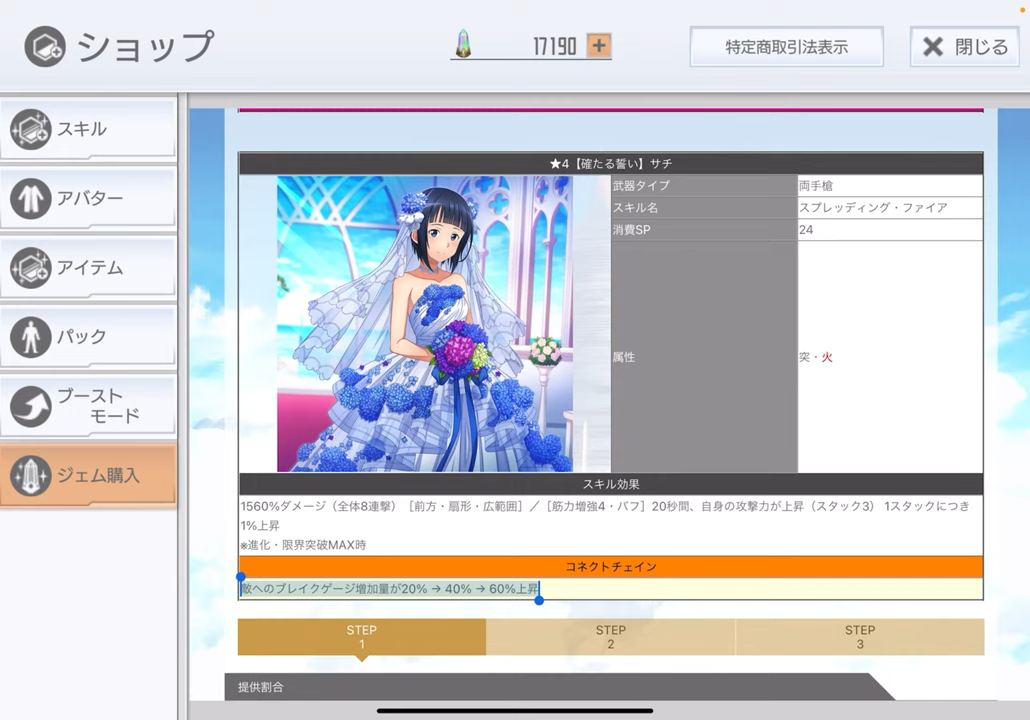 ショップ
17190
特定商取引法表示
閉じる
スキル
アバター
アイテム
パック
ブースト
モード
ジェム購入
★4【確たる誓い】サチ
武器タイプ 両手槍
スキル名 スプレッディング・ファイア
消費SP 24
属性 突・火
スキル効果
1560%ダメージ（全体8連撃）［前方・扇形・広範囲］／［筋力増強4・バフ］20秒間、自身の攻撃力が上昇（スタック3） 1スタックにつき
1%上昇
※進化・限界突破MAX時
コネクトチェイン
敵へのブレイクゲージ増加量が20% → 40% → 60%上昇
STEP
1
STEP
2
STEP
3
提供割合